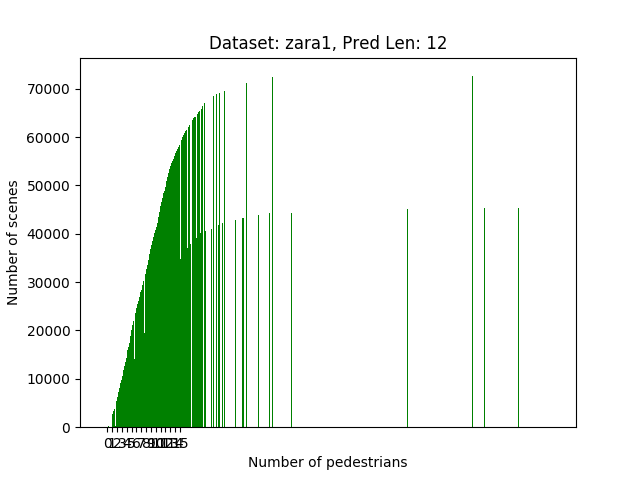 Dataset: zara1, Pred Len: 12
Number of scenes
70000
60000
50000
40000
30000
20000
10000
0
Number of pedestrians